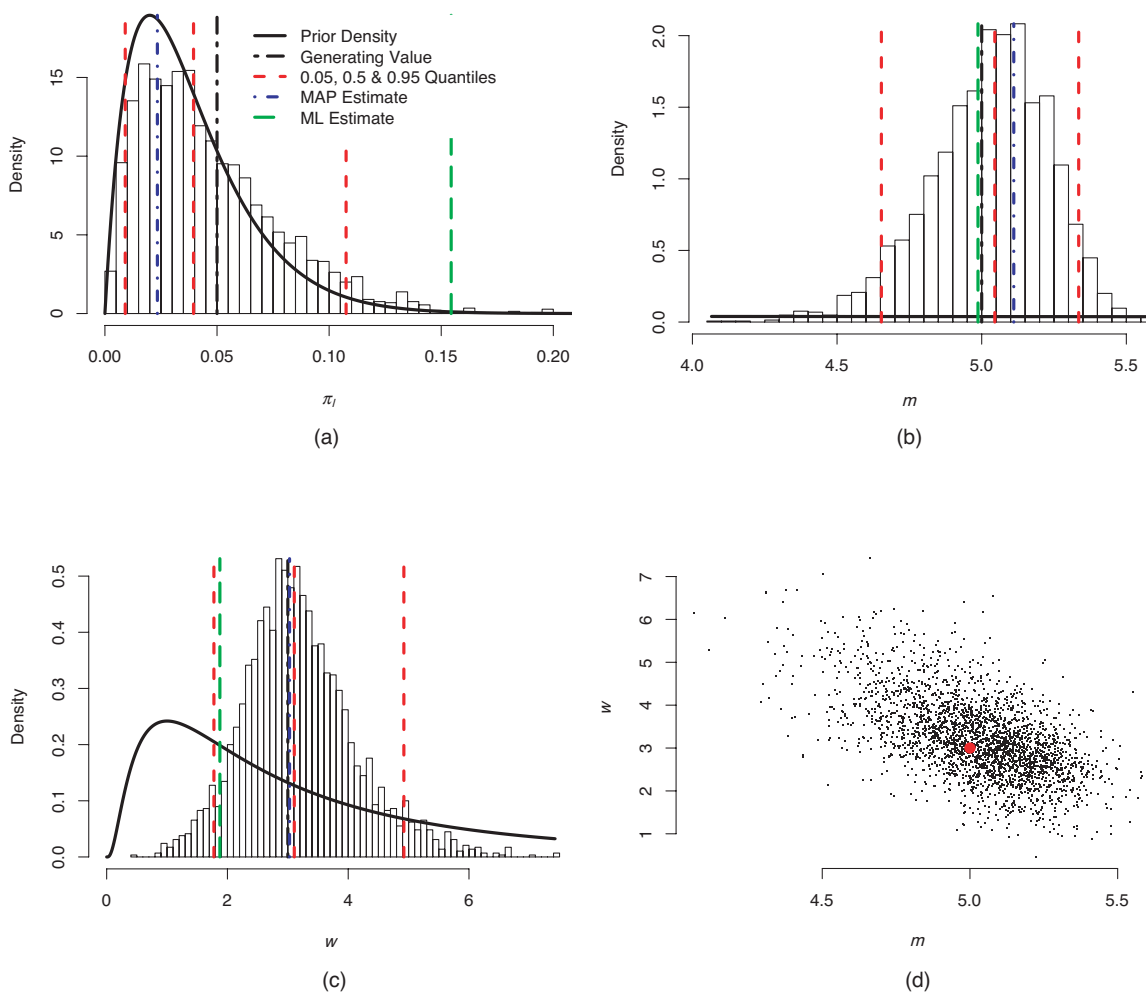 Prior Density
Generating Value
0.05, 0.5 & 0.95 Quantiles
MAP Estimate
ML Estimate
Density
0
5
10
15
0.00 0.05 0.10 0.15 0.20
πl
(a)
Density
0.0
0.5
1.0
1.5
2.0
4.0 4.5 5.0 5.5
m
(b)
Density
0.0
0.1
0.2
0.3
0.4
0.5
0 2 4 6
w
(c)
w
1
2
3
4
5
6
7
4.5 5.0 5.5
m
(d)